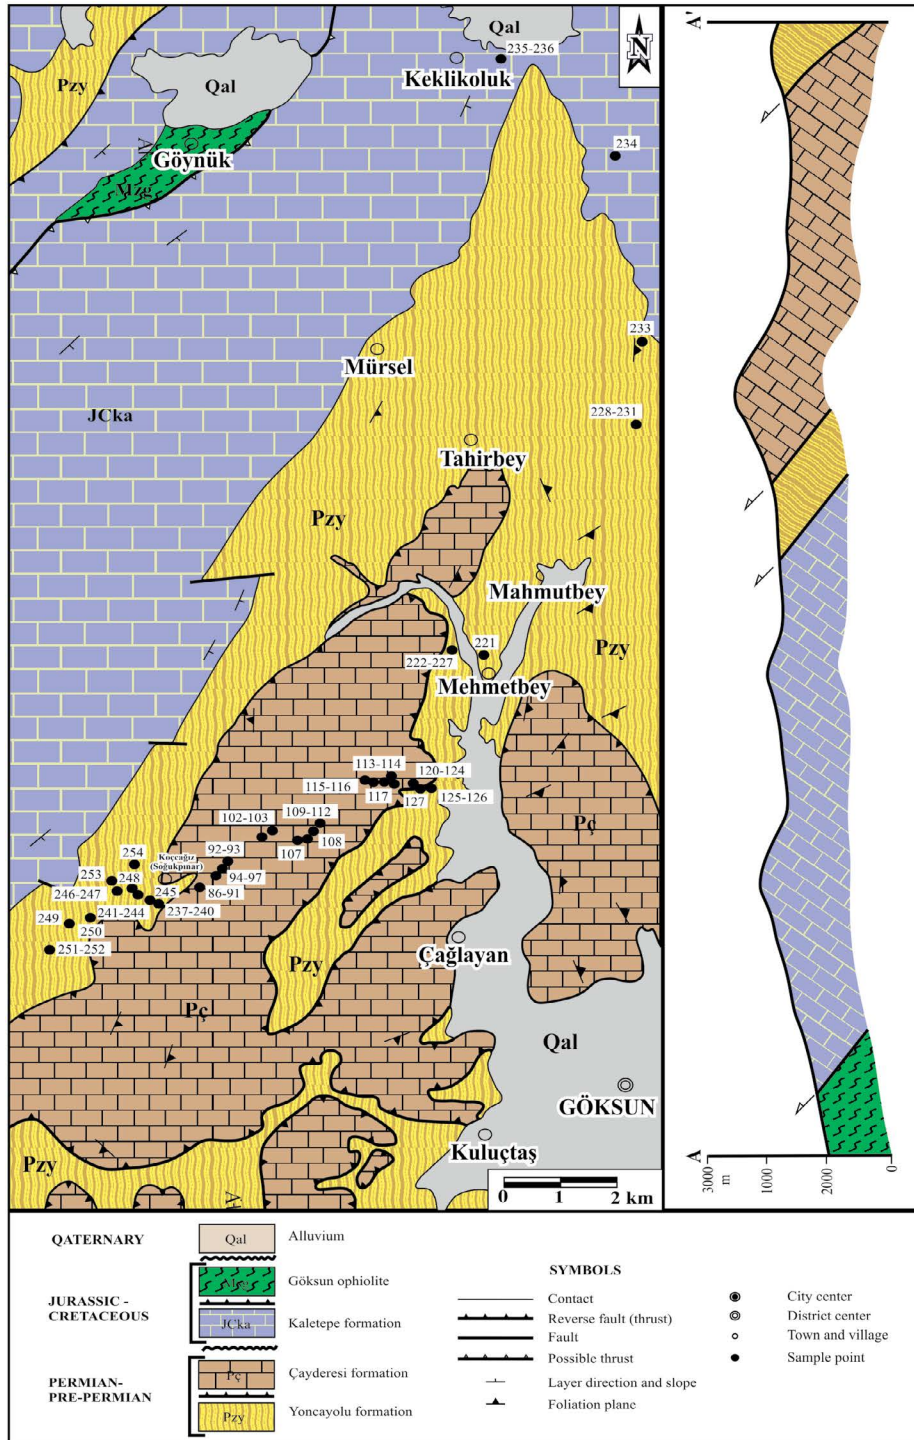 Qal
235-236
N
Keklikoluk
Pzy
Qal
234
Göynük
Mzg
233
Mürsel
JCka
228-231
Tahirbey
Pzy
Mahmutbey
221
Pzy
222-227
Mehmetbey
113-114
120-124
115-116
117
127
125-126
102-103
109-112
Pç
107
108
254
Koççağız
(Soğukpınar)
92-93
253
248
94-97
246-247
245
86-91
249
241-244
237-240
250
251-252
Çağlayan
Pzy
Pç
Qal
GÖKSUN
Kuluçtaş
Pzy
0 1 2 km
A'
A
3000
m
1000
2000
0
QATERNARY
Qal
Alluvium
JURASSIC -
CRETACEOUS
Göksun ophiolite
JCka
Kaletepe formation
PERMIAN-
PRE-PERMIAN
Pç
Çayderesi formation
Pzy
Yoncayolu formation
SYMBOLS
Contact
Reverse fault (thrust)
Fault
Possible thrust
Layer direction and slope
Foliation plane
City center
District center
Town and village
Sample point